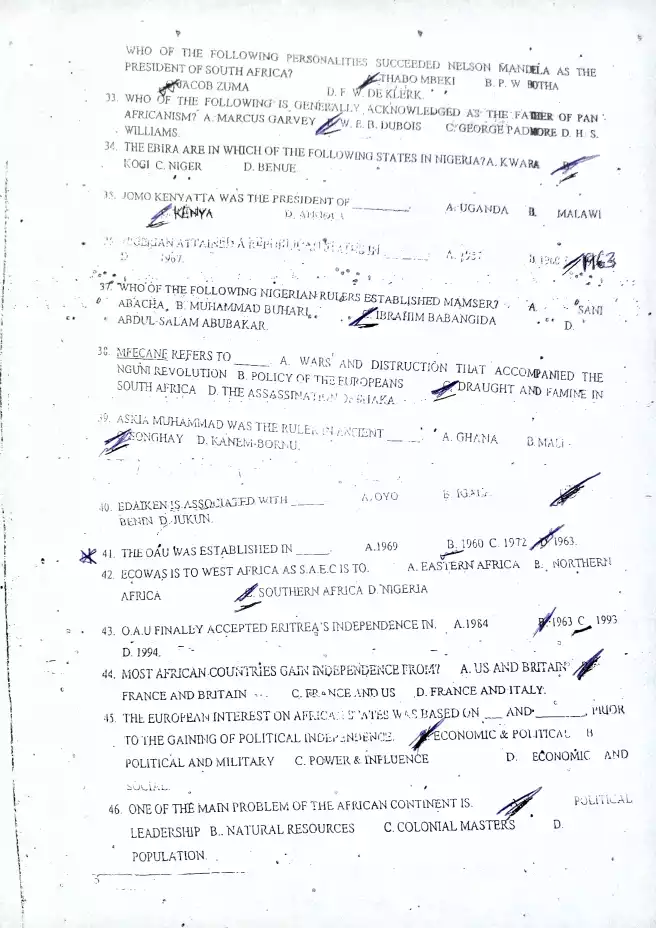 WHO OF THE FOLLOWING PERSONALITIES SUCCEEDED NELSON MANDELA AS THE
PRESIDENT OF SOUTH AFRICA? THABO MBEKI B. P. W BOTHA
JACOB ZUMA D. F. W. DE KLERK.
33. WHO OF THE FOLLOWING IS GENERALLY ACKNOWLEDGED AS THE FATHER OF PAN
AFRICANISM? A. MARCUS GARVEY W. E. B. DUBOIS C. GEORGE PADMORE D. H. S.
WILLIAMS.
34. THE EBIRA ARE IN WHICH OF THE FOLLOWING STATES IN NIGERIA? A. KWARA B.
KOGI C. NIGER D. BENUE
35. JOMO KENYATTA WAS THE PRESIDENT OF ________. A. UGANDA B. MALAWI
KENYA D. ANGOLA
ATTAINED A REPUBLICAN STATUS IN ______. A. 1957 B. 1960 1963
D 1967.
37. WHO OF THE FOLLOWING NIGERIAN RULERS ESTABLISHED MAMSER? A. SANI
ABACHA, B. MUHAMMAD BUHARI, IBRAHIM BABANGIDA D.
ABDUL-SALAM ABUBAKAR.
38. MFECANE REFERS TO _____ A. WARS AND DISTRUCTION THAT ACCOMPANIED THE
NGUNI REVOLUTION B. POLICY OF THE EUROPEANS C. DRAUGHT AND FAMINE IN
SOUTH AFRICA D. THE ASSASSINATION OF SHAKA
39. ASKIA MUHAMMAD WAS THE RULER IN ANCIENT _____. A. GHANA B MALI
SONGHAY D. KANEM-BORNU.
40. EDAIKEN IS ASSOCIATED WITH _____ A. OYO B. IGALA
BENIN D. JUKUN.
41. THE OAU WAS ESTABLISHED IN _____. A.1969 B. 1960 C. 1972 D 1963.
42. ECOWAS IS TO WEST AFRICA AS S.A.E.C IS TO. A. EASTERN AFRICA B. NORTHERN
AFRICA SOUTHERN AFRICA D. NIGERIA
43. O.A.U FINALLY ACCEPTED ERITREA'S INDEPENDENCE IN. A.1984 B.1963 C 1993
D. 1994.
44. MOST AFRICAN COUNTRIES GAIN INDEPENDENCE FROM? A. US AND BRITAIN
FRANCE AND BRITAIN C. FRANCE AND US D. FRANCE AND ITALY.
45. THE EUROPEAN INTEREST ON AFRICAN STATES WAS BASED ON ___ AND ________, PRIOR
TO THE GAINING OF POLITICAL INDEPENDENCE. ECONOMIC & POLITICAL B
POLITICAL AND MILITARY C. POWER & INFLUENCE D. ECONOMIC AND
SOCIAL.
46. ONE OF THE MAIN PROBLEM OF THE AFRICAN CONTINENT IS. POLITICAL
LEADERSHIP B.. NATURAL RESOURCES C. COLONIAL MASTERS D.
POPULATION.